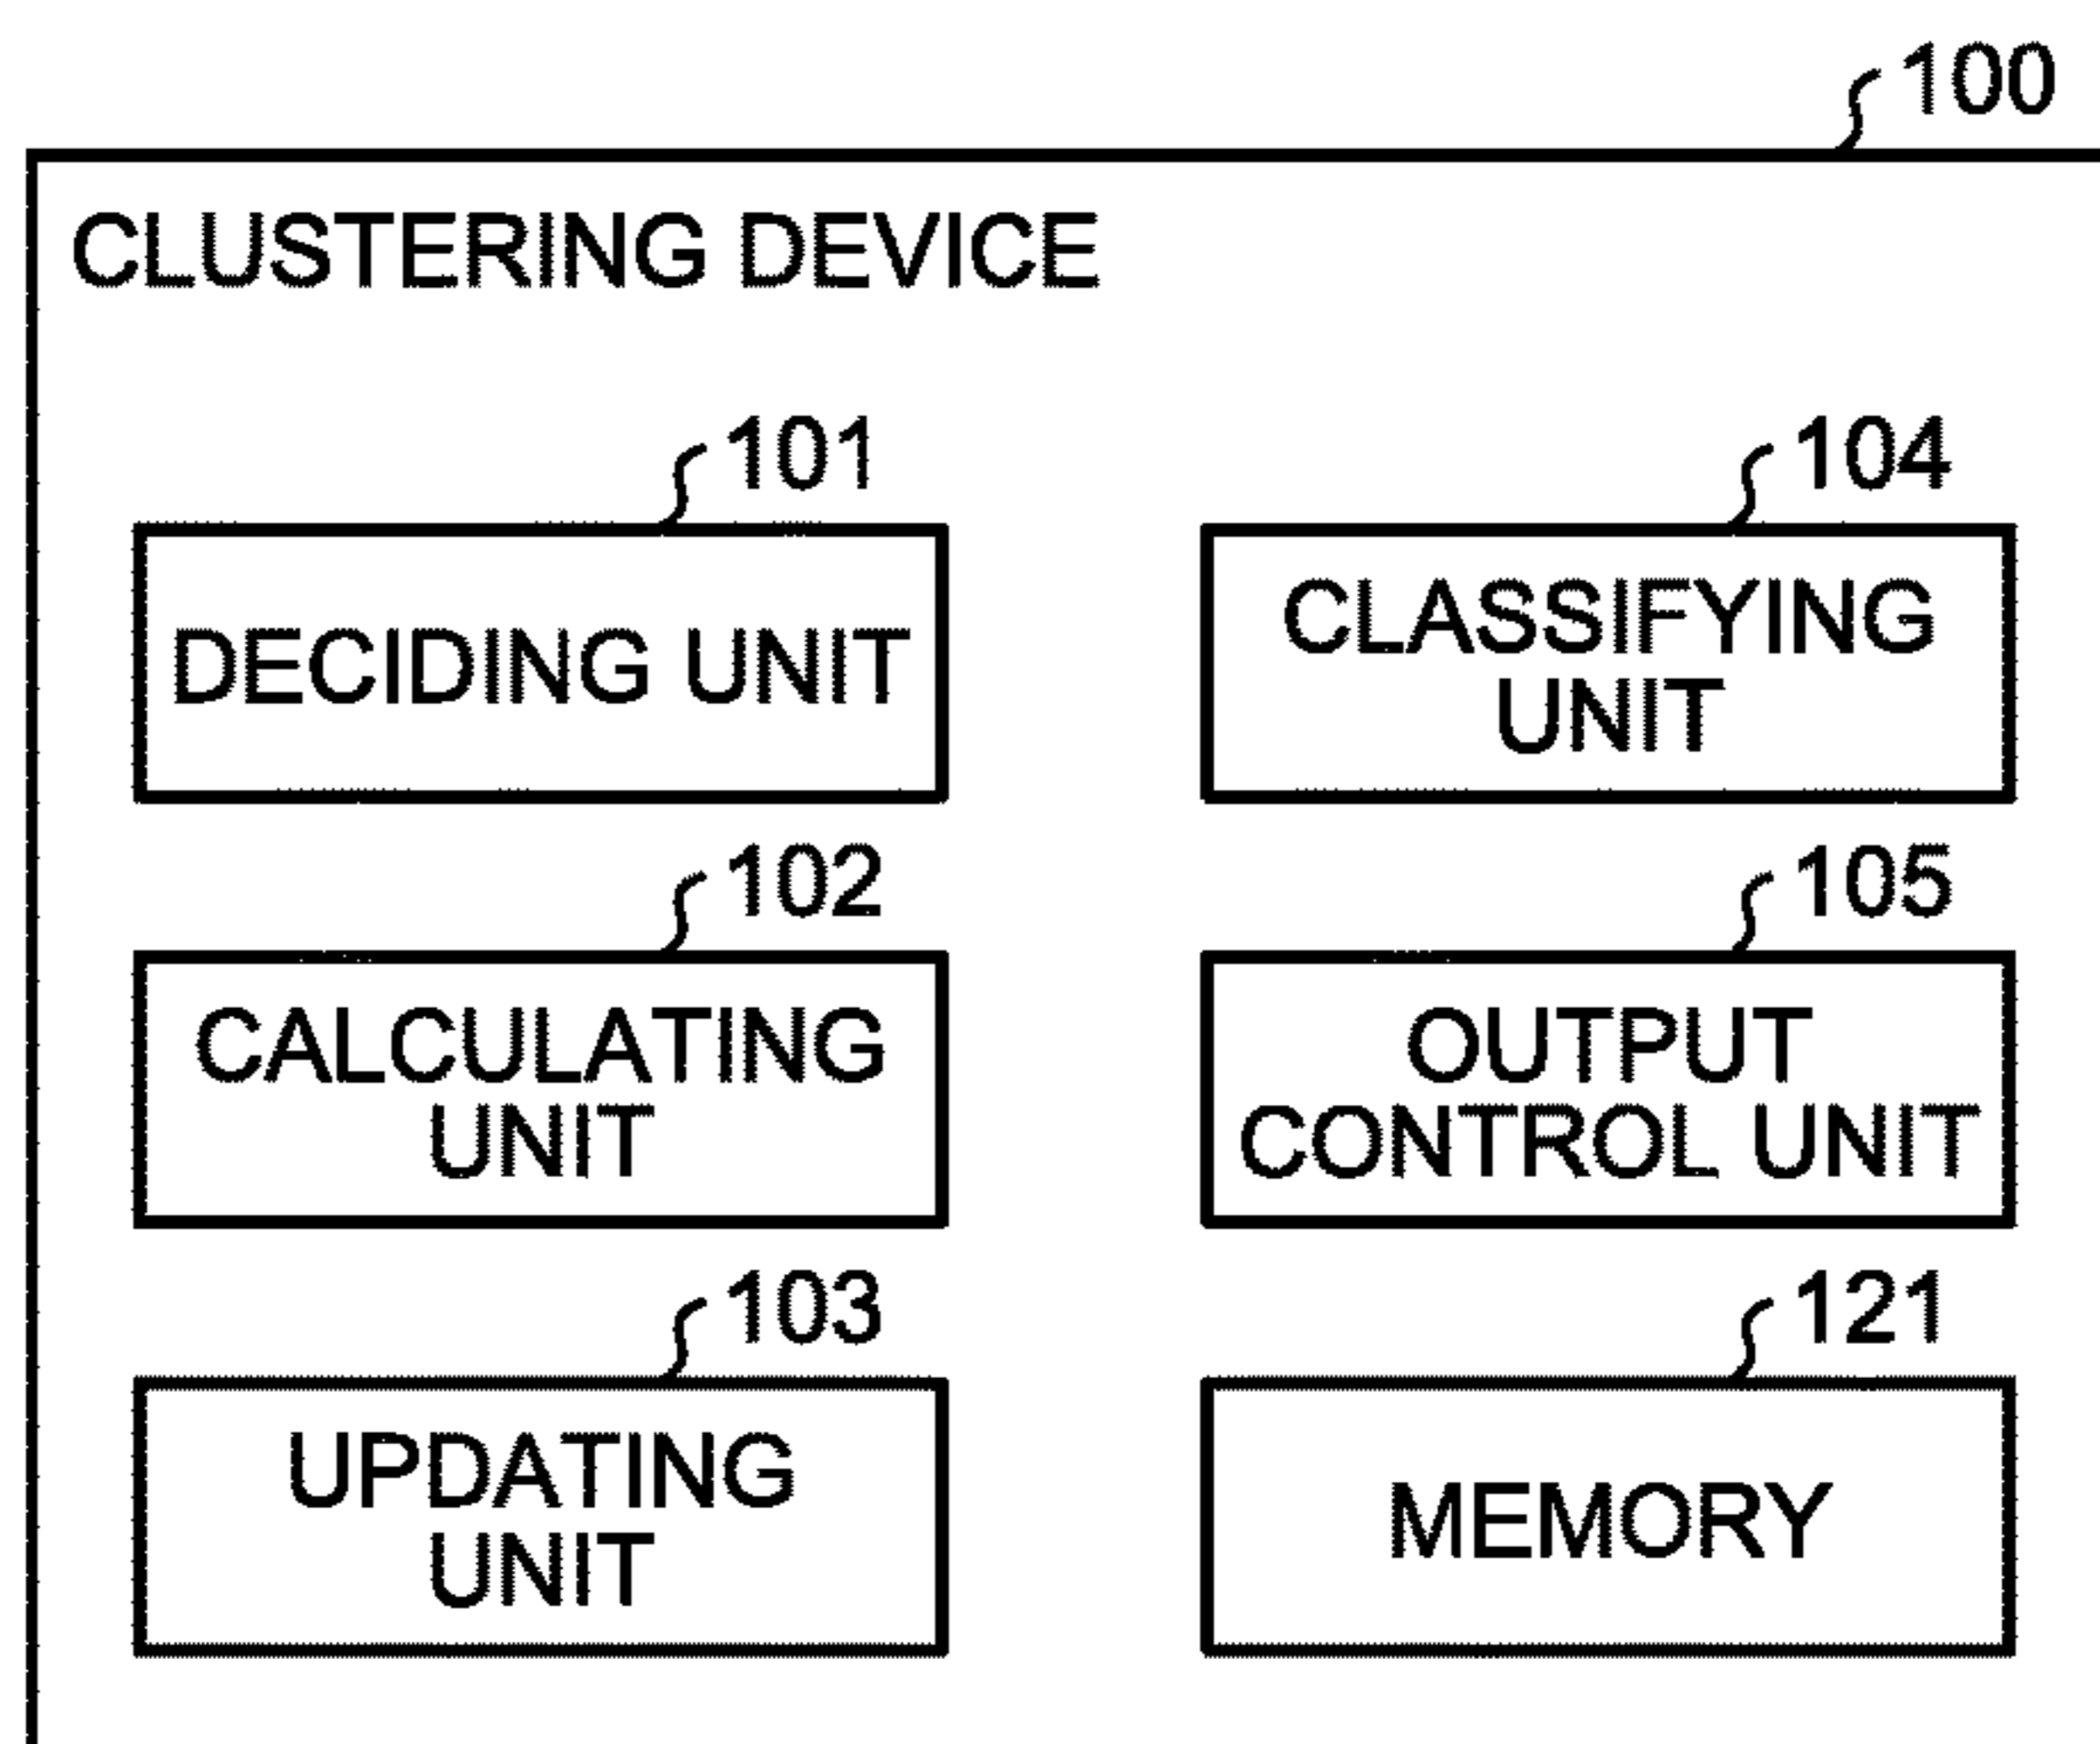 100
CLUSTERING DEVICE
101
DECIDING UNIT
102
CALCULATING
UNIT
103
UPDATING
UNIT
104
CLASSIFYING
UNIT
105
OUTPUT
CONTROL UNIT
121
MEMORY